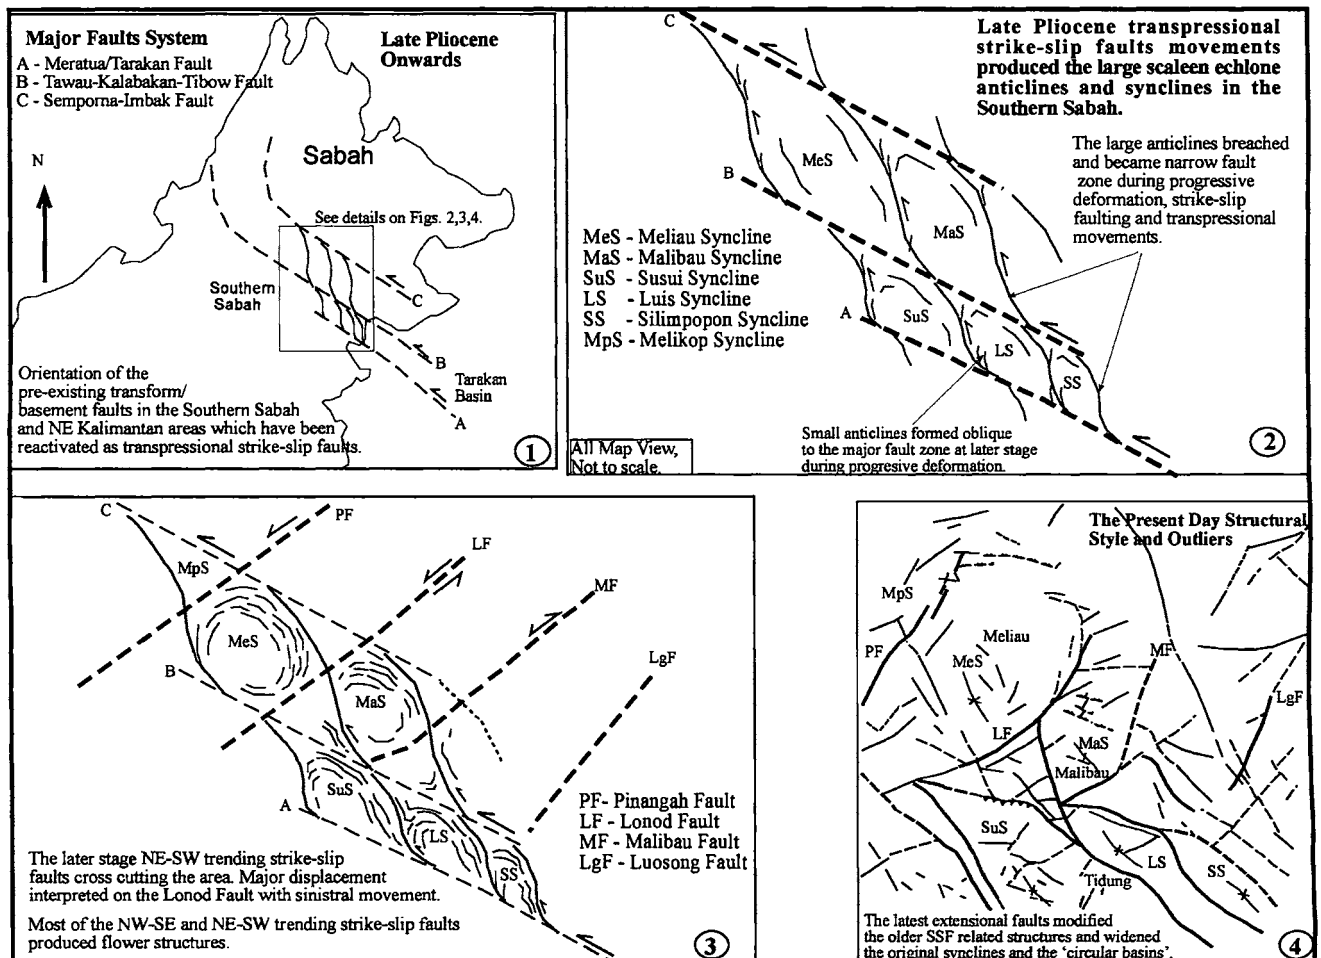 Major Faults System
A - Meratua/Tarakan Fault
B - Tawau-Kalabakan-Tibow Fault
C - Semporna-Imbak Fault
Late Pliocene
Onwards
N
Sabah
See details on Figs. 2,3,4.
Southern
Sabah
C
B
Tarakan
Basin
A
Orientation of the
pre-existing transform/
basement faults in the Southern Sabah
and NE Kalimantan areas which have been
reactivated as transpressional strike-slip faults.
1
C
Late Pliocene transpressional
strike-slip faults movements
produced the large scaleen echlone
anticlines and synclines in the
Southern Sabah.
The large anticlines breached
and became narrow fault
zone during progressive
deformation, strike-slip
faulting and transpressional
movements.
B
MeS
MaS
MeS - Meliau Syncline
MaS - Malibau Syncline
SuS - Susui Syncline
LS - Luis Syncline
SS - Silimpopon Syncline
MpS - Melikop Syncline
A
SuS
LS
SS
Small anticlines formed oblique
to the major fault zone at later stage
during progresive deformation.
All Map View,
Not to scale.
2
C
PF
LF
MF
LgF
MpS
MeS
B
MaS
SuS
A
LS
SS
PF- Pinangah Fault
LF - Lonod Fault
MF - Malibau Fault
LgF - Luosong Fault
The later stage NE-SW trending strike-slip
faults cross cutting the area. Major displacement
interpreted on the Lonod Fault with sinistral movement.
Most of the NW-SE and NE-SW trending strike-slip faults
produced flower structures.
3
The Present Day Structural
Style and Outliers
MpS
Meliau
PF
MeS
MF
LgF
LF
MaS
Malibau
SuS
LS
SS
Tidung
The latest extensional faults modified
the older SSF related structures and widened
the original synclines and the 'circular basins'.
4